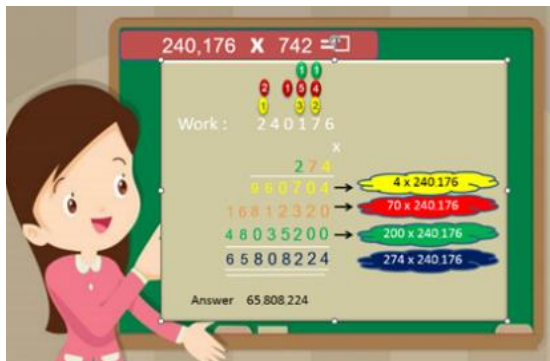 240,176 X 742 =
1 1
2 1 5 4
1 3 2
Work : 2 4 0 1 7 6
x
2 7 4
9 6 0 7 0 4 → 4 x 240.176
1 6 8 1 2 3 2 0 → 70 x 240.176
4 8 0 3 5 2 0 0 → 200 x 240.176
6 5 8 0 8 2 2 4 274 x 240.176
Answer 65.808.224